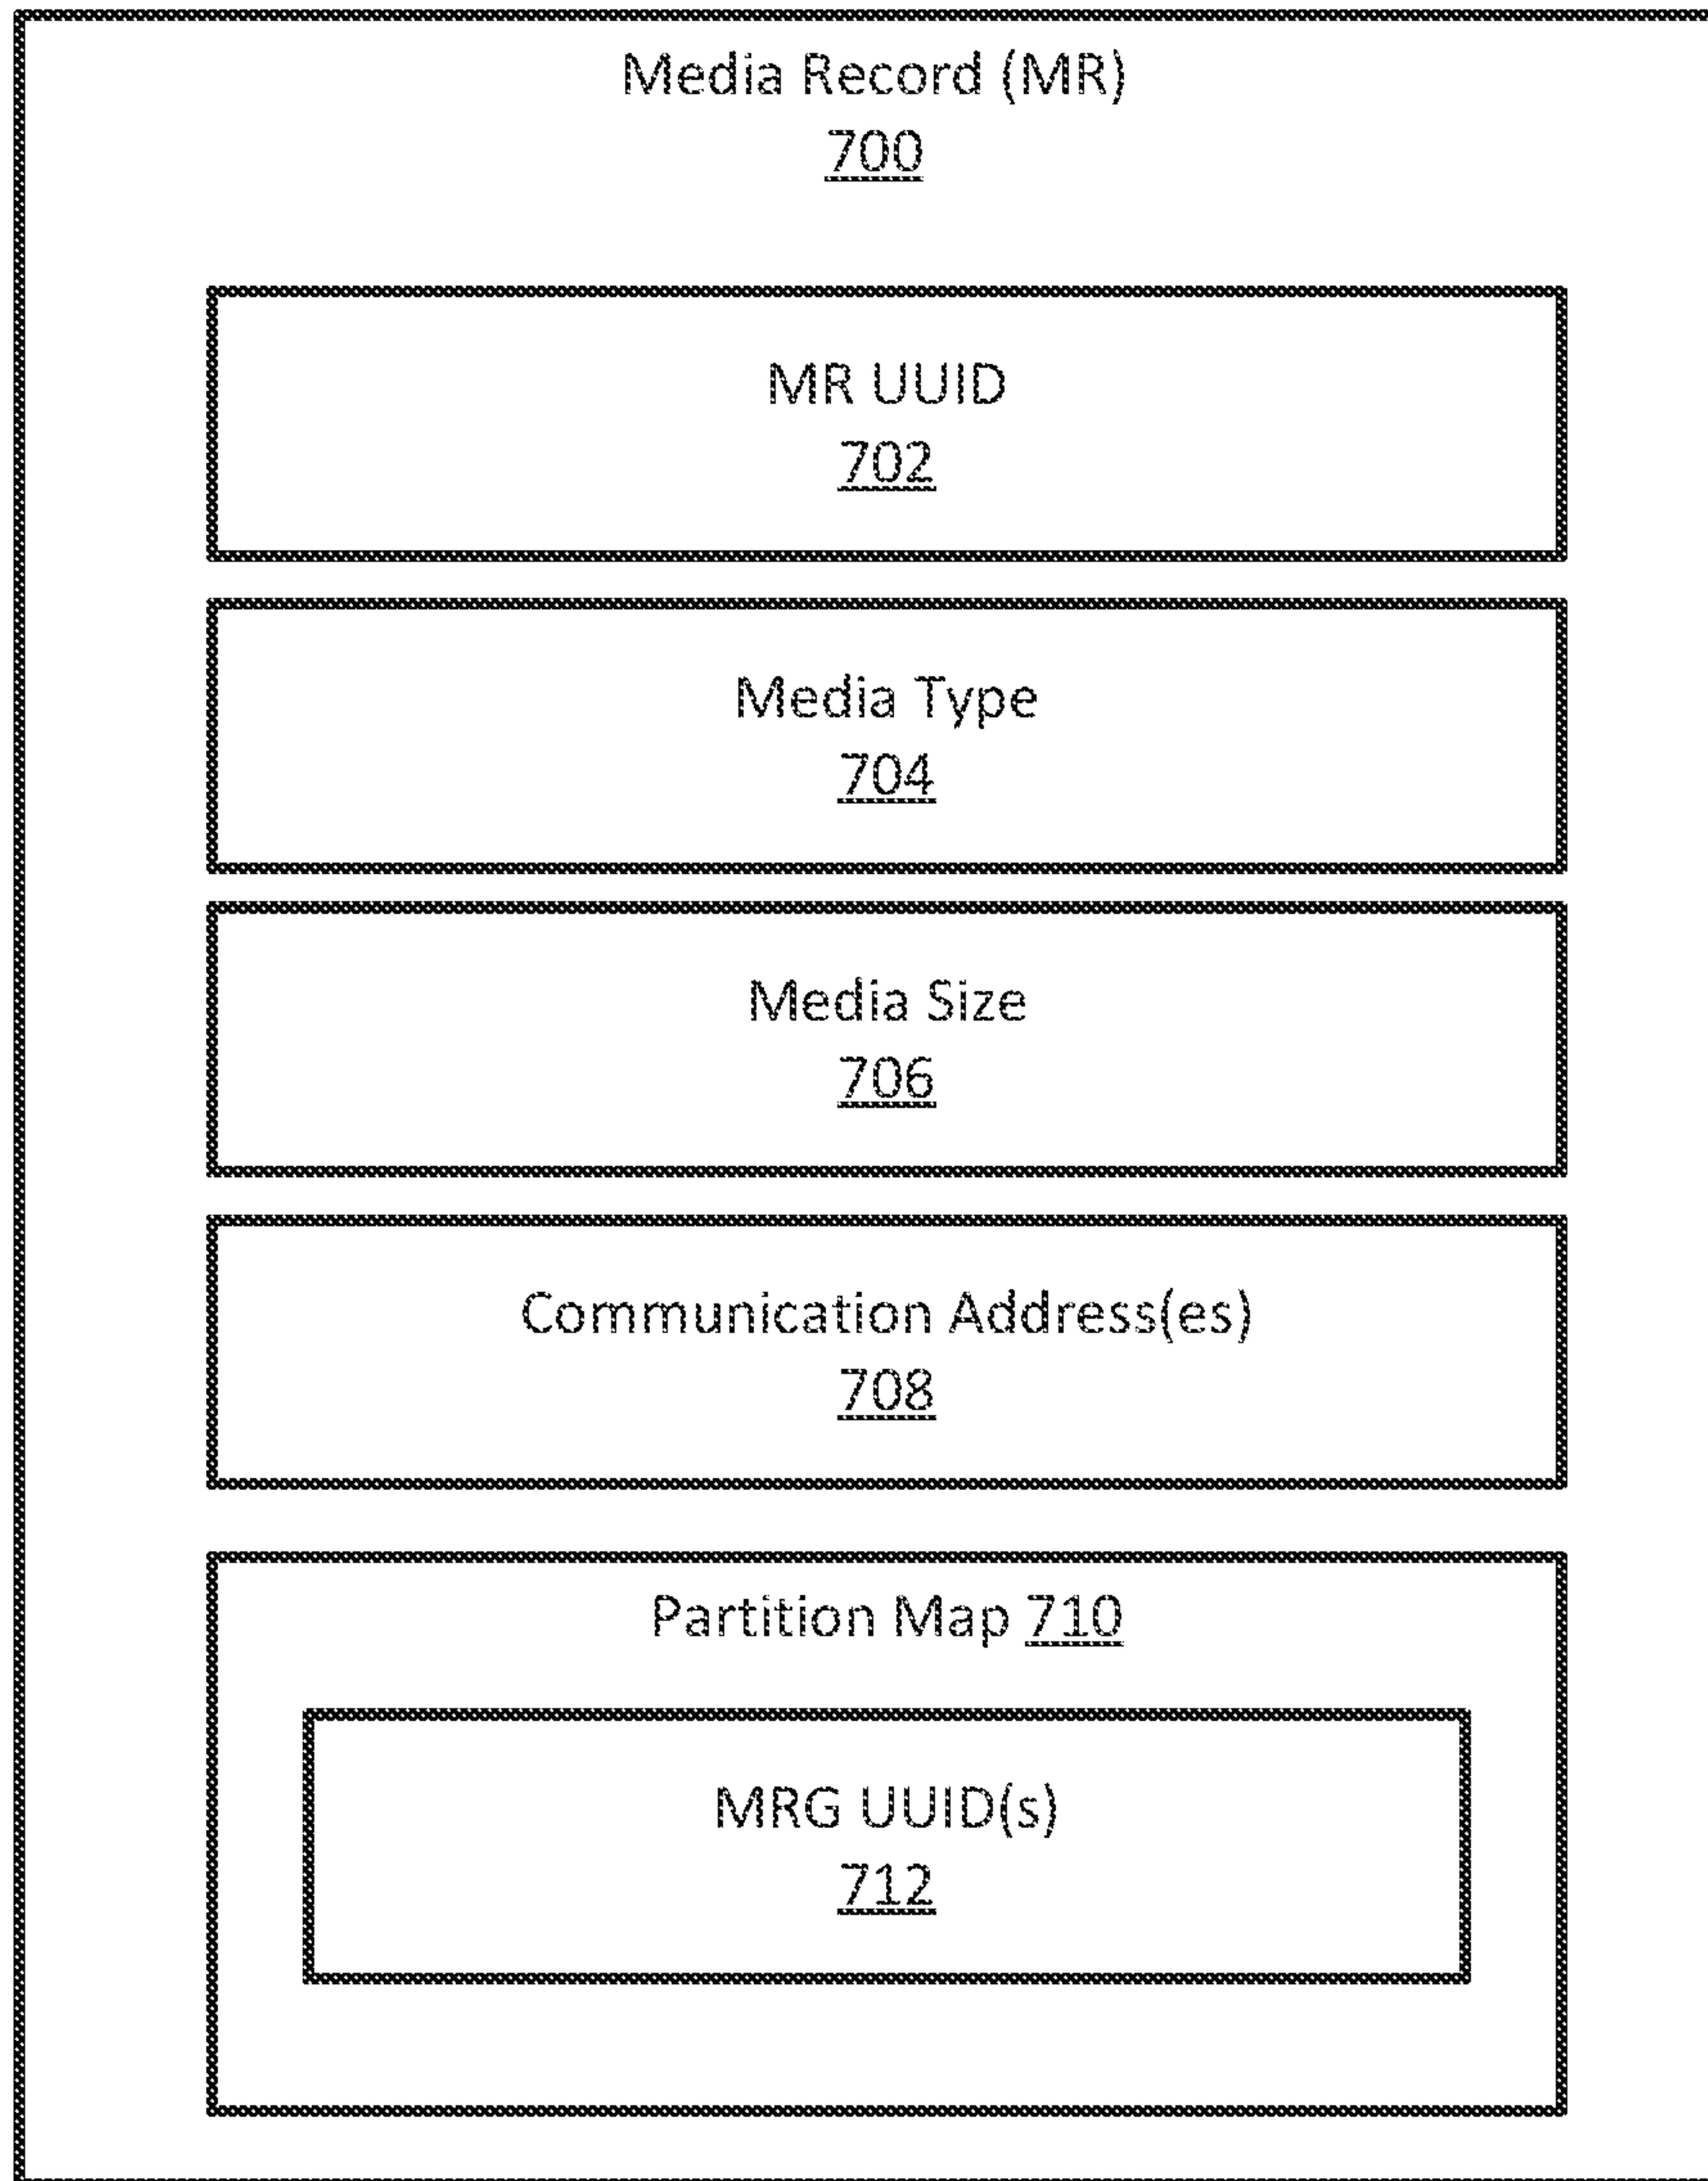 Media Record (MR)
700
MR UUID
702
Media Type
704
Media Size
706
Communication Address(es)
708
Partition Map 710
MRG UUID(s)
712